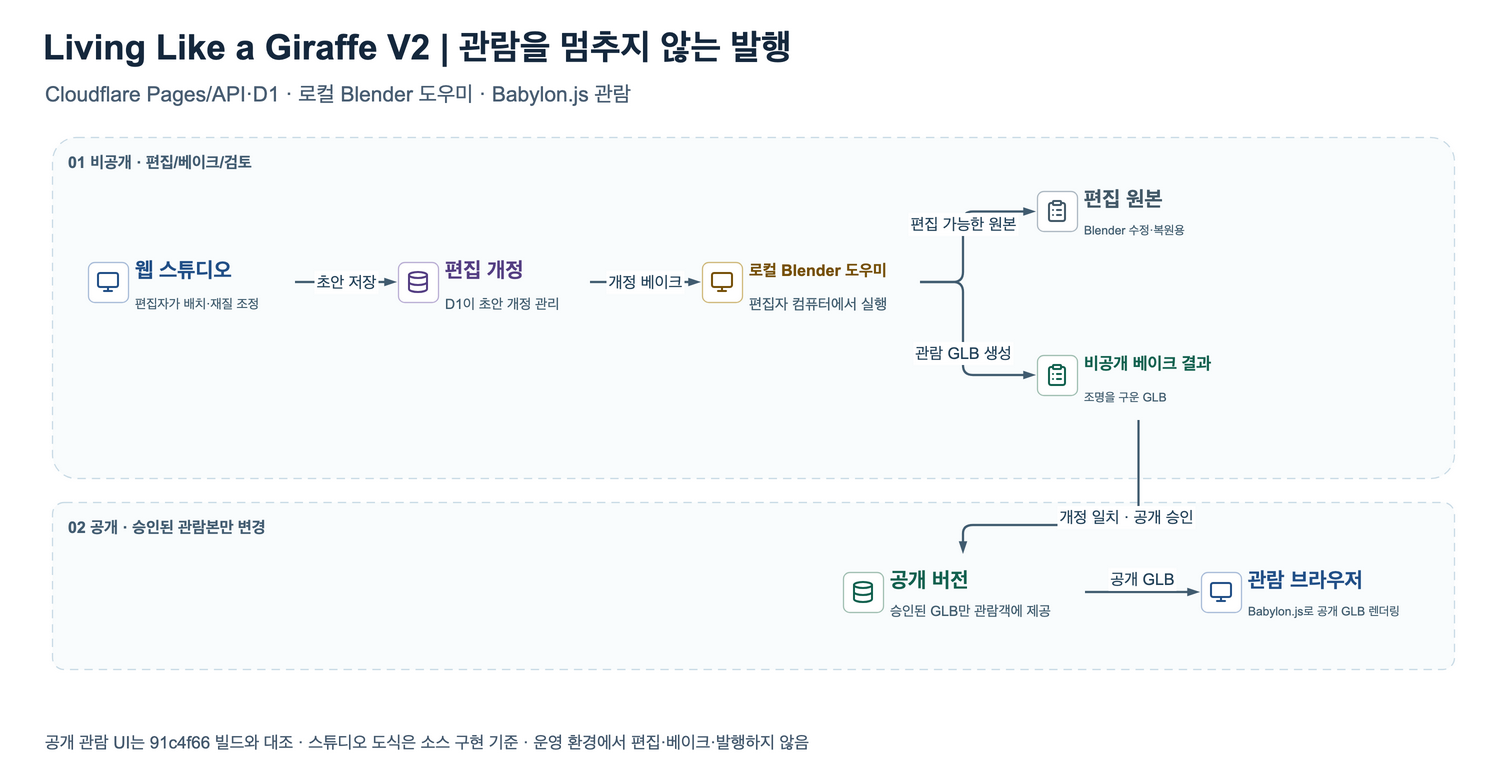 Living Like a Giraffe V2 | 관람을 멈추지 않는 발행
Cloudflare Pages/API·D1 · 로컬 Blender 도우미 · Babylon.js 관람
01 비공개 · 편집/베이크/검토
웹 스튜디오
편집자가 배치·재질 조정
초안 저장
편집 개정
D1이 초안 개정 관리
개정 베이크
로컬 Blender 도우미
편집자 컴퓨터에서 실행
편집 가능한 원본
편집 원본
Blender 수정·복원용
관람 GLB 생성
비공개 베이크 결과
조명을 구운 GLB
개정 일치 · 공개 승인
02 공개 · 승인된 관람본만 변경
공개 버전
승인된 GLB만 관람객에 제공
공개 GLB
관람 브라우저
Babylon.js로 공개 GLB 렌더링
공개 관람 UI는 91c4f66 빌드와 대조 · 스튜디오 도식은 소스 구현 기준 · 운영 환경에서 편집·베이크·발행하지 않음